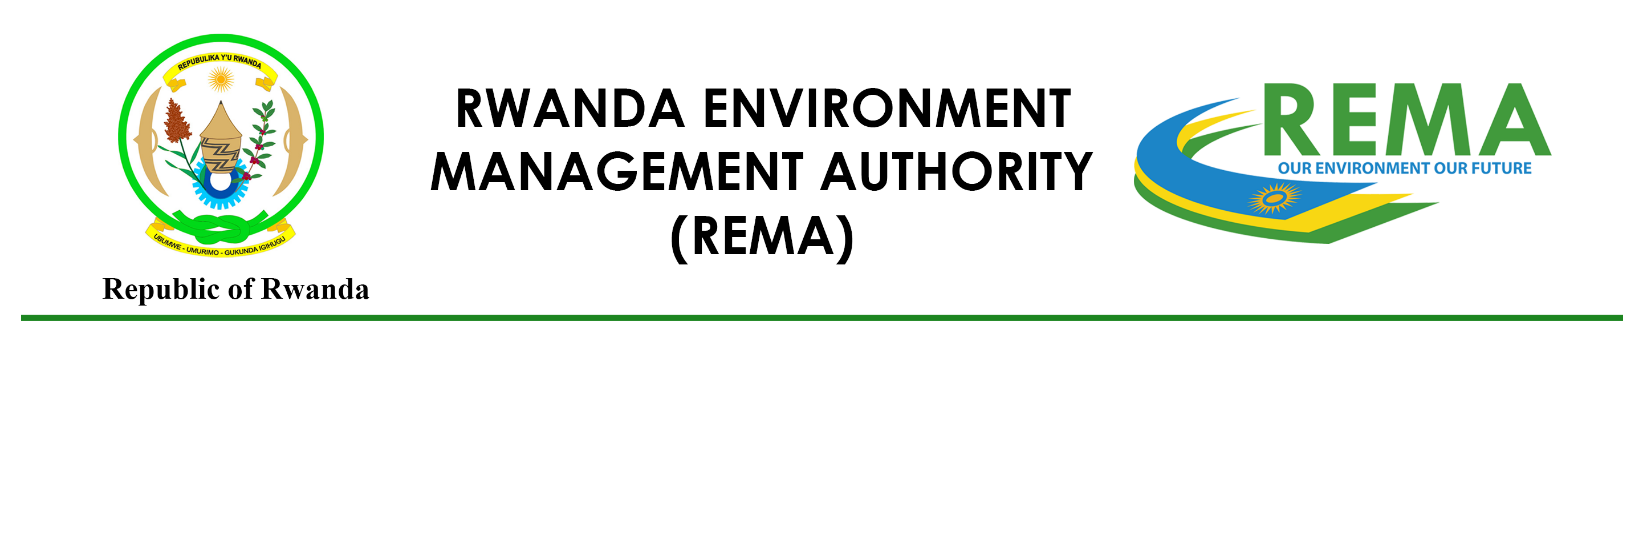 REPUBULIKA Y'U RWANDA
UBUMWE - UMURIMO - GUKUNDA IGIHUGU
Republic of Rwanda
RWANDA ENVIRONMENT
MANAGEMENT AUTHORITY
(REMA)
REMA
OUR ENVIRONMENT OUR FUTURE